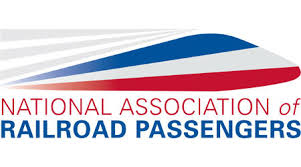 NATIONAL ASSOCIATION of
RAILROAD PASSENGERS